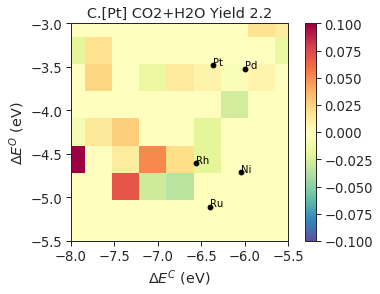 C.[Pt] CO2+H2O Yield 2.2
−3.0
−3.5
−4.0
−4.5
−5.0
−5.5
ΔE^O (eV)
Pt
Pd
Rh
Ni
Ru
−8.0 −7.5 −7.0 −6.5 −6.0 −5.5
ΔE^C (eV)
0.100
0.075
0.050
0.025
0.000
−0.025
−0.050
−0.075
−0.100